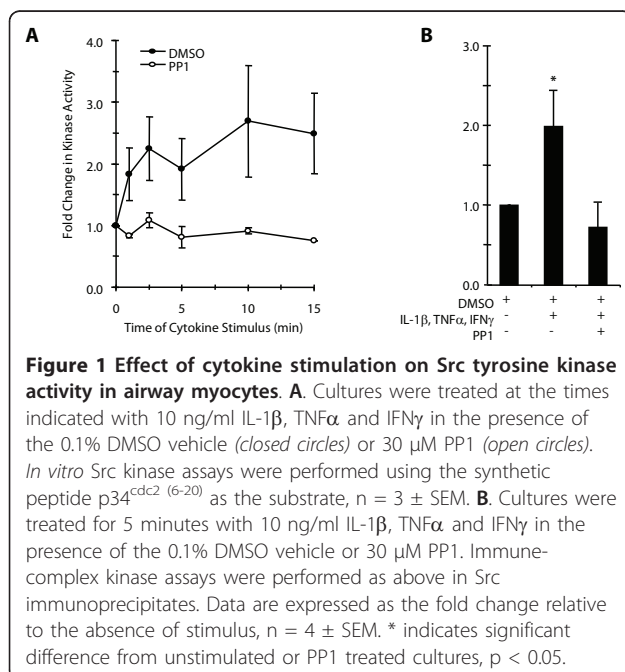 A
B
4.0
3.0
2.0
1.0
0.0
Fold Change in Kinase Activity
DMSO
PP1
0 5 10 15
Time of Cytokine Stimulus (min)
3.0
2.0
1.0
0.0
*
DMSO + + +
IL-1β, TNFα, IFNγ - + +
PP1 - - +
Figure 1 Effect of cytokine stimulation on Src tyrosine kinase
activity in airway myocytes. A. Cultures were treated at the times
indicated with 10 ng/ml IL-1β, TNFα and IFNγ in the presence of
the 0.1% DMSO vehicle (closed circles) or 30 μM PP1 (open circles).
In vitro Src kinase assays were performed using the synthetic
peptide p34cdc2 (6-20) as the substrate, n = 3 ± SEM. B. Cultures were
treated for 5 minutes with 10 ng/ml IL-1β, TNFα and IFNγ in the
presence of the 0.1% DMSO vehicle or 30 μM PP1. Immune-
complex kinase assays were performed as above in Src
immunoprecipitates. Data are expressed as the fold change relative
to the absence of stimulus, n = 4 ± SEM. * indicates significant
difference from unstimulated or PP1 treated cultures, p < 0.05.